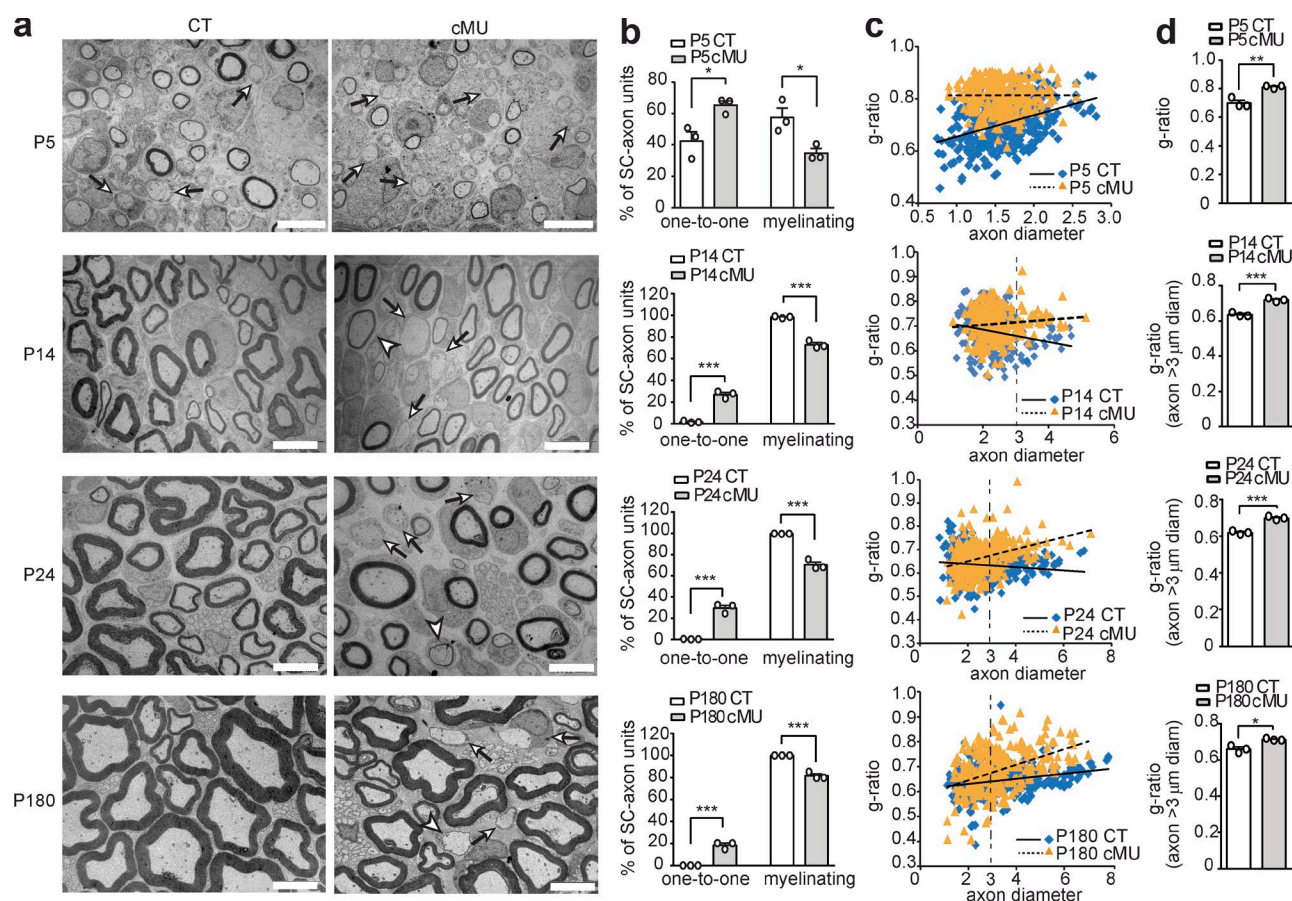 a
CT
cMU
P5
P14
P24
P180
b
P5 CT
P5 cMU
*
*
80
60
40
20
0
% of SC-axon units
one-to-one
myelinating
P14 CT
P14 cMU
***
***
120
100
80
60
40
20
0
% of SC-axon units
one-to-one
myelinating
P24 CT
P24 cMU
***
***
120
100
80
60
40
20
0
% of SC-axon units
one-to-one
myelinating
P180 CT
P180 cMU
***
***
120
100
80
60
40
20
0
% of SC-axon units
one-to-one
myelinating
c
1.0
0.8
0.6
0.4
g-ratio
P5 CT
P5 cMU
0.5
1.0
1.5
2.0
2.5
3.0
axon diameter
1.0
0.9
0.8
0.7
0.6
0.5
0.4
0.3
g-ratio
P14 CT
P14 cMU
0
2
3
4
6
axon diameter
1.0
0.9
0.8
0.7
0.6
0.5
0.4
0.3
g-ratio
P24 CT
P24 cMU
0
2
3
4
6
8
axon diameter
1.0
0.9
0.8
0.7
0.6
0.5
0.4
0.3
g-ratio
P180 CT
P180 cMU
0
1
2
3
4
5
6
7
8
axon diameter
d
P5 CT
P5 cMU
**
1.0
0.8
0.6
0.4
0.2
0
g-ratio
P14 CT
P14 cMU
***
0.8
0.6
0.4
0.2
0
g-ratio
(axon >3 μm diam)
P24 CT
P24 cMU
***
0.8
0.6
0.4
0.2
0
g-ratio
(axon >3 μm diam)
P180 CT
P180 cMU
*
0.8
0.6
0.4
0.2
0
g-ratio
(axon >3 μm diam)